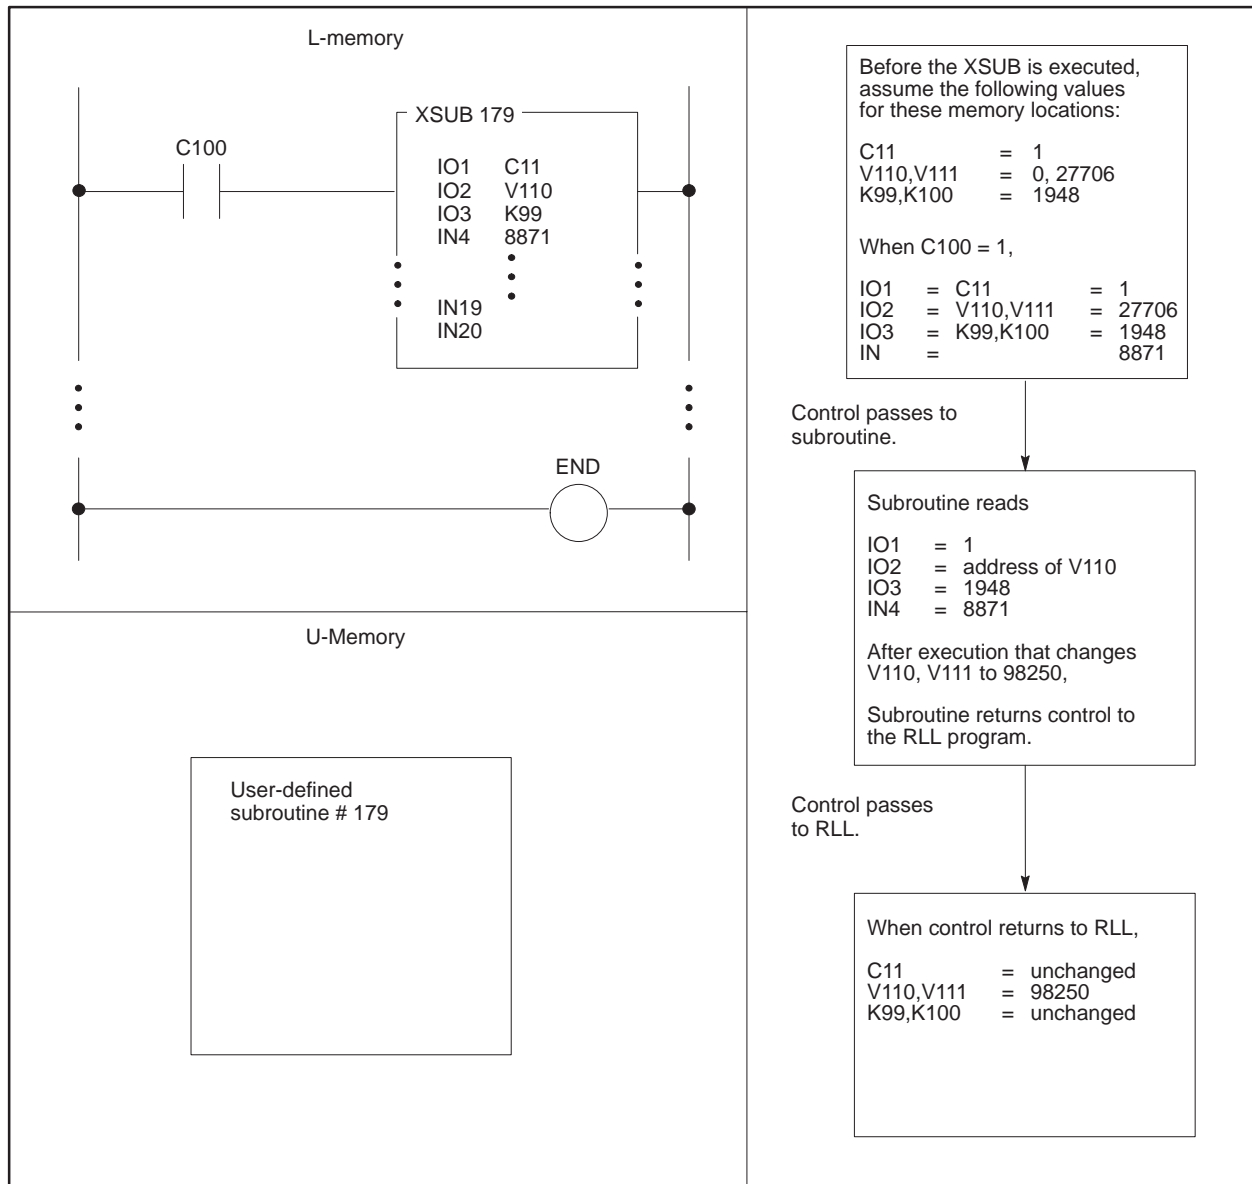 L-memory
C100
XSUB 179
IO1 C11
IO2 V110
IO3 K99
IN4 8871
IN19
IN20
END
U-Memory
User-defined
subroutine # 179
Before the XSUB is executed,
assume the following values
for these memory locations:
C11 = 1
V110,V111 = 0, 27706
K99,K100 = 1948
When C100 = 1,
IO1 = C11 = 1
IO2 = V110,V111 = 27706
IO3 = K99,K100 = 1948
IN = 8871
Control passes to
subroutine.
Subroutine reads
IO1 = 1
IO2 = address of V110
IO3 = 1948
IN4 = 8871
After execution that changes
V110, V111 to 98250,
Subroutine returns control to
the RLL program.
Control passes
to RLL.
When control returns to RLL,
C11 = unchanged
V110,V111 = 98250
K99,K100 = unchanged